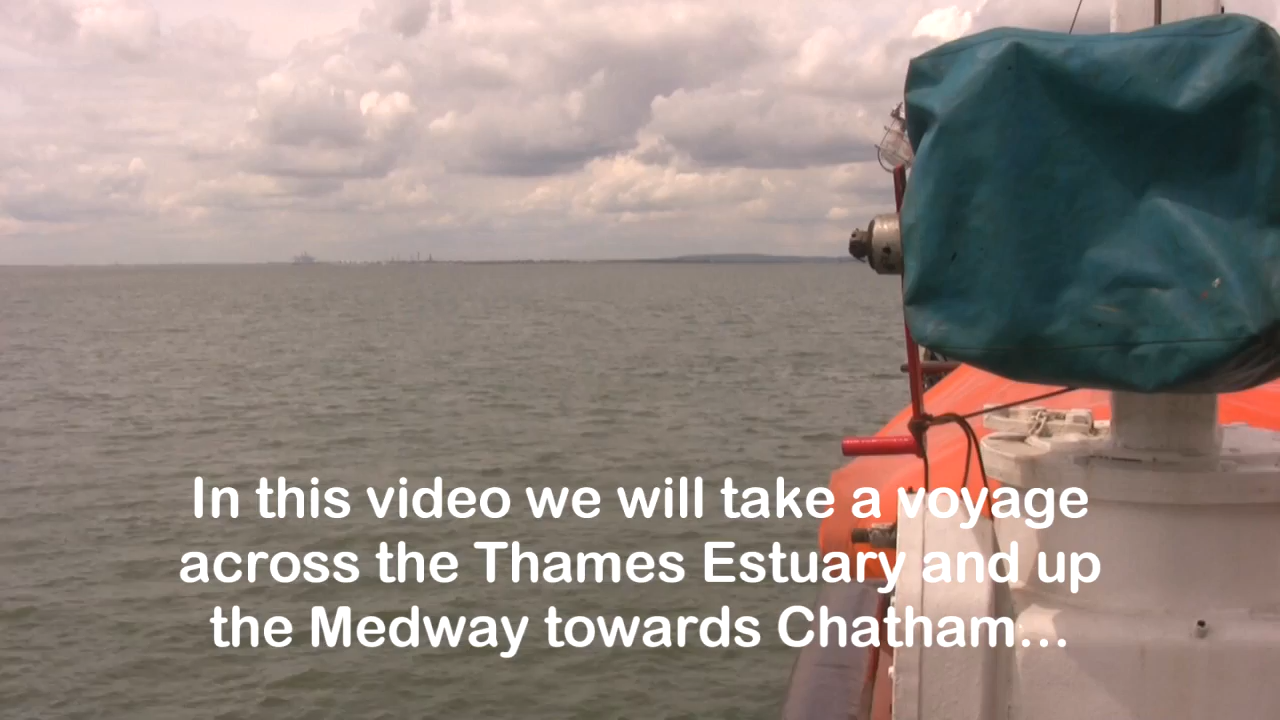 In this video we will take a voyage
across the Thames Estuary and up
the Medway towards Chatham...